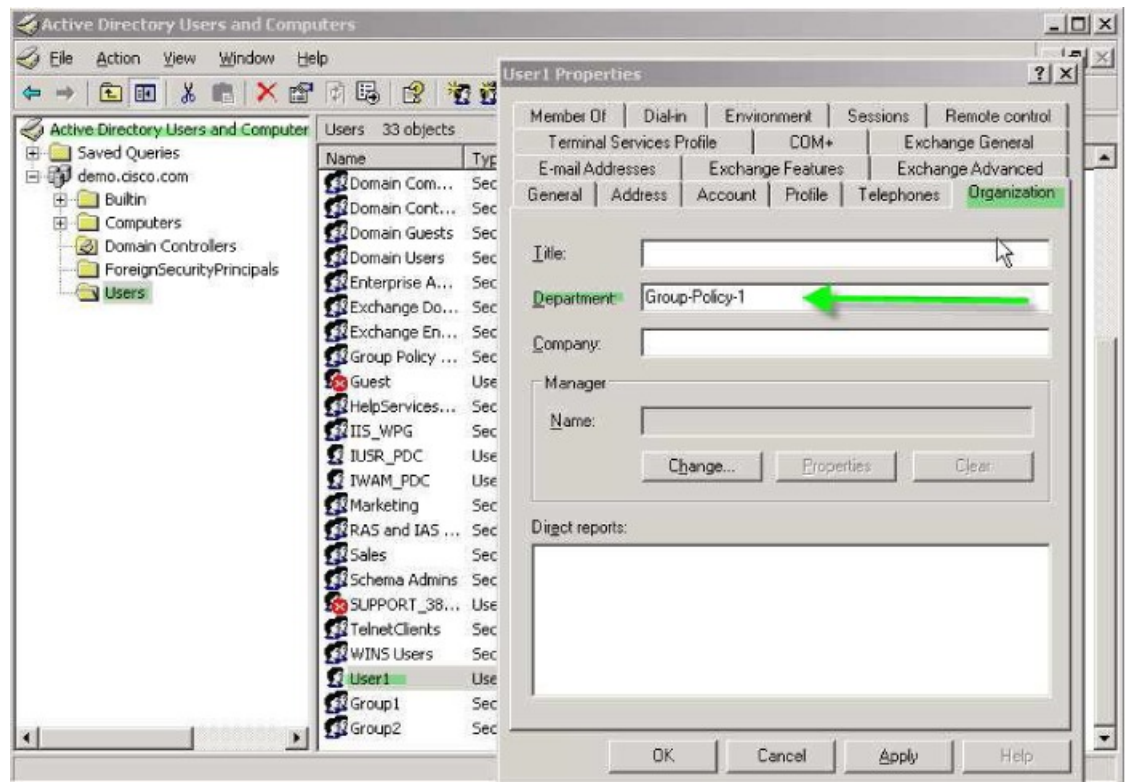 Active Directory Users and Computers
File Action View Window Help
Active Directory Users and Computer
Saved Queries
demo.cisco.com
Builtin
Computers
Domain Controllers
ForeignSecurityPrincipals
Users
Users 33 objects
Name Typ
Domain Com... Sec
Domain Cont... Sec
Domain Guests Sec
Domain Users Sec
Enterprise A... Sec
Exchange Do... Sec
Exchange En... Sec
Group Policy ... Sec
Guest Use
HelpServices... Sec
IIS_WPG Sec
IUSR_PDC Use
IWAM_PDC Use
Marketing Sec
RAS and IAS ... Sec
Sales Sec
Schema Admins Sec
SUPPORT_38... Use
TelnetClients Sec
WINS Users Sec
User1 Use
Group1 Sec
Group2 Sec
User1 Properties
Member Of Dial-in Environment Sessions Remote control
Terminal Services Profile COM+ Exchange General
E-mail Addresses Exchange Features Exchange Advanced
General Address Account Profile Telephones Organization
Title:
Department: Group-Policy-1
Company:
Manager
Name:
Change... Properties Clear
Direct reports:
OK Cancel Apply Help